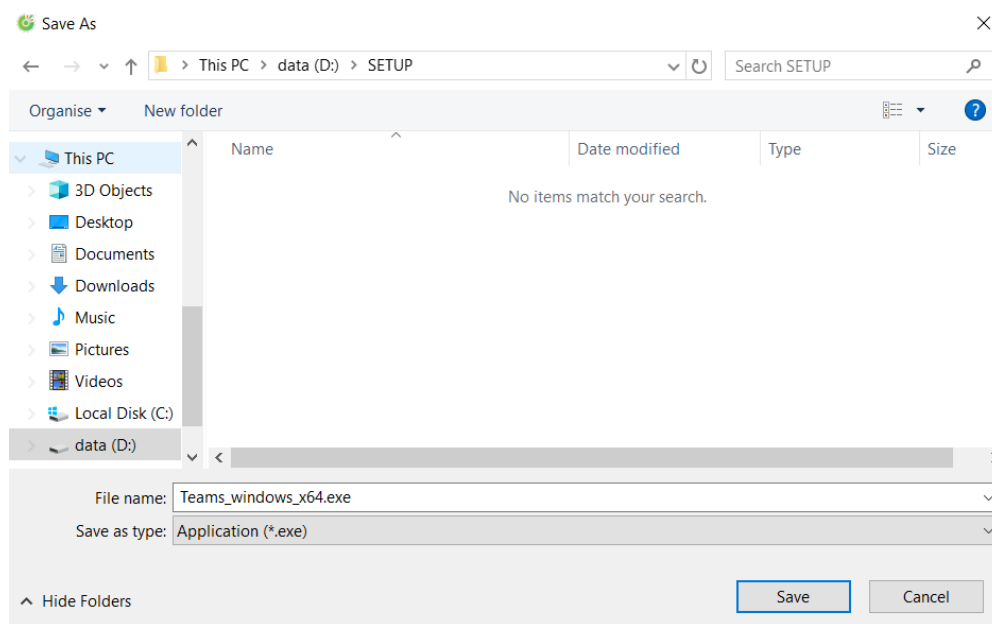 Save As
This PC > data (D:) > SETUP
Search SETUP
Organise
New folder
?
Name
Date modified
Type
Size
This PC
3D Objects
Desktop
Documents
Downloads
Music
Pictures
Videos
Local Disk (C:)
data (D:)
No items match your search.
File name: Teams_windows_x64.exe
Save as type: Application (*.exe)
Hide Folders
Save
Cancel